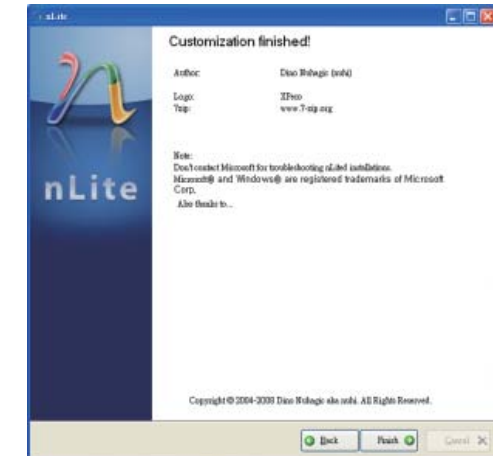 nLite
Customization finished!
Author: Dino Nuhagic (nuhi)
Logo: XPero
7zip: www.7-zip.org
Note:
Don't contact Microsoft for troubleshooting nLited installations.
Microsoft® and Windows® are registered trademarks of Microsoft
Corp.
Also thanks to...
nLite
Copyright © 2004-2008 Dino Nuhagic aka nuhi. All Rights Reserved.
Back
Finish
Cancel